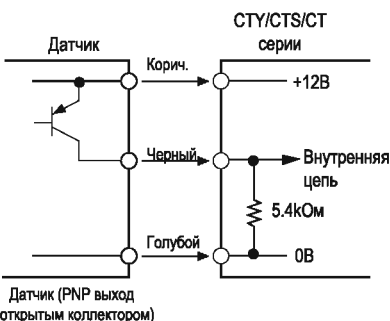 CTY/CTS/CT
серии
Датчик
Корич.
+12В
Черный
Внутренняя
цепь
5.4kОм
Голубой
0В
Датчик (PNP выход
открытым коллектором)